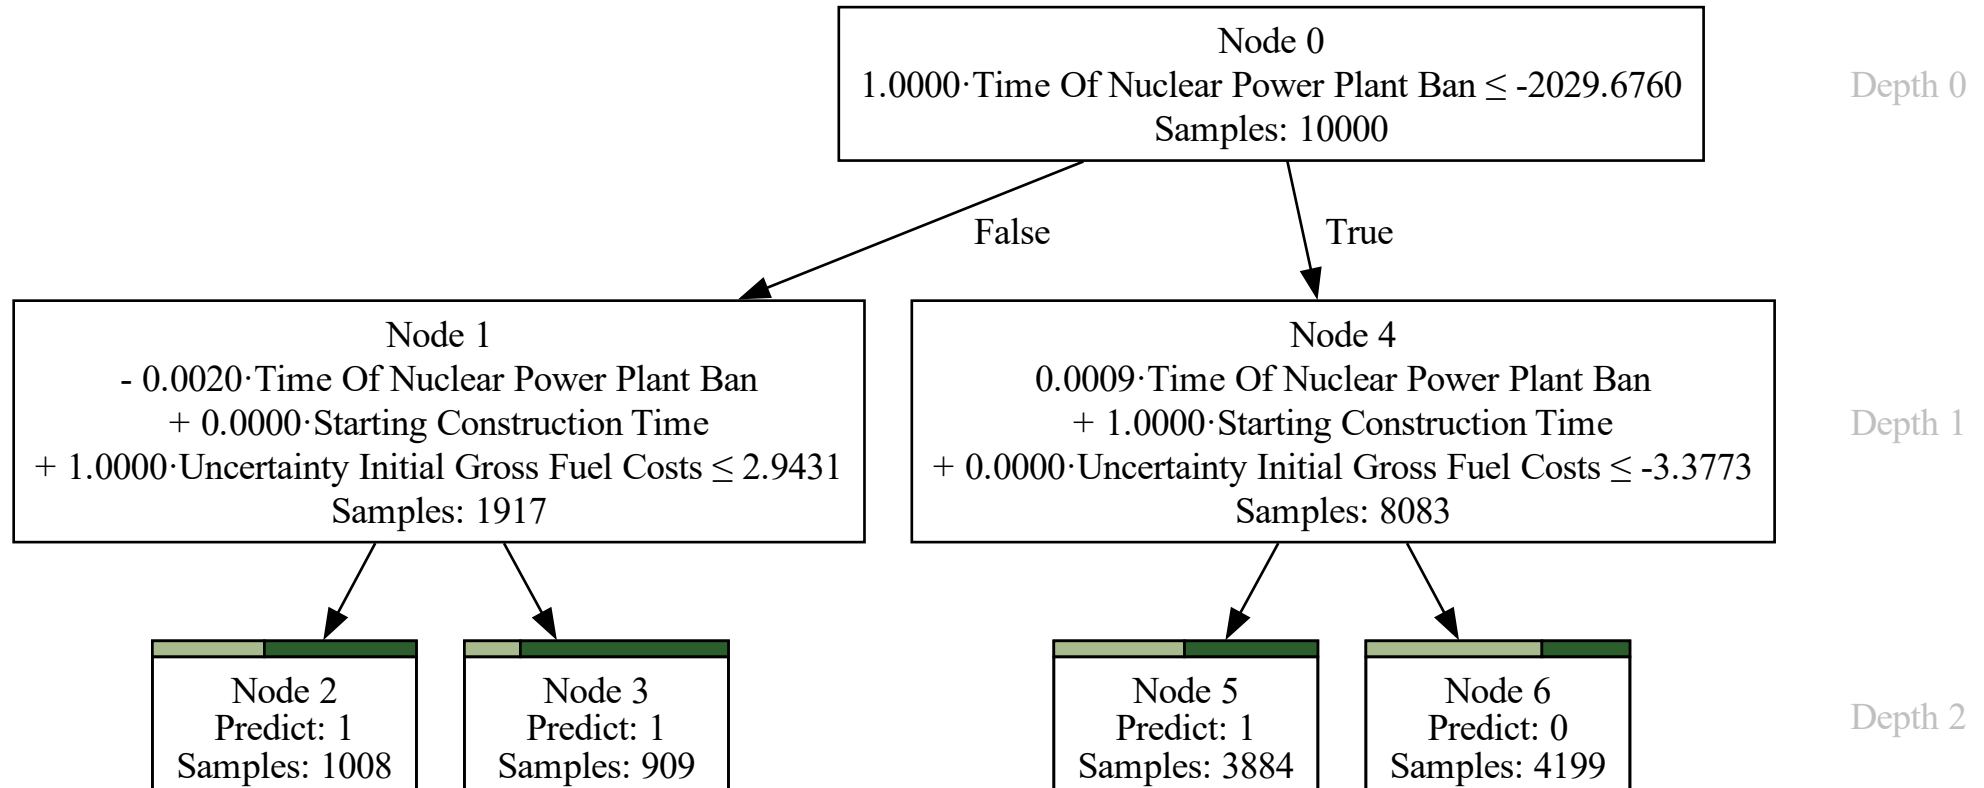 Node 0
1.0000·Time Of Nuclear Power Plant Ban ≤ -2029.6760
Samples: 10000
Depth 0
False
True
Node 1
- 0.0020·Time Of Nuclear Power Plant Ban
+ 0.0000·Starting Construction Time
+ 1.0000·Uncertainty Initial Gross Fuel Costs ≤ 2.9431
Samples: 1917
Node 4
0.0009·Time Of Nuclear Power Plant Ban
+ 1.0000·Starting Construction Time
+ 0.0000·Uncertainty Initial Gross Fuel Costs ≤ -3.3773
Samples: 8083
Depth 1
Node 2
Predict: 1
Samples: 1008
Node 3
Predict: 1
Samples: 909
Node 5
Predict: 1
Samples: 3884
Node 6
Predict: 0
Samples: 4199
Depth 2